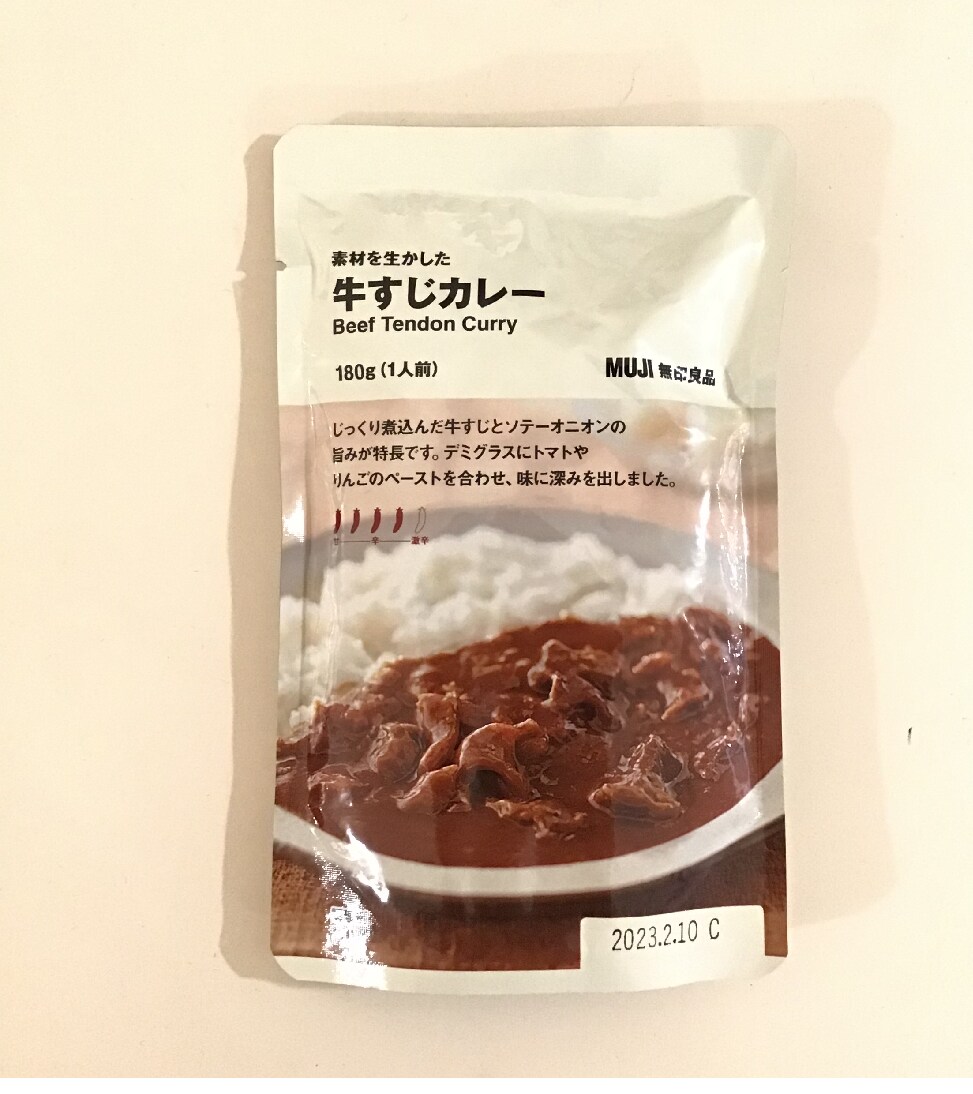 素材を生かした
牛すじカレー
Beef Tendon Curry
180g(1人前)
MUJI 無印良品
じっくり煮込んだ牛すじとソテーオニオンの
旨みが特長です。デミグラスにトマトや
りんごのペーストを合わせ、味に深みを出しました。
辛 激辛
2023.2.10 C